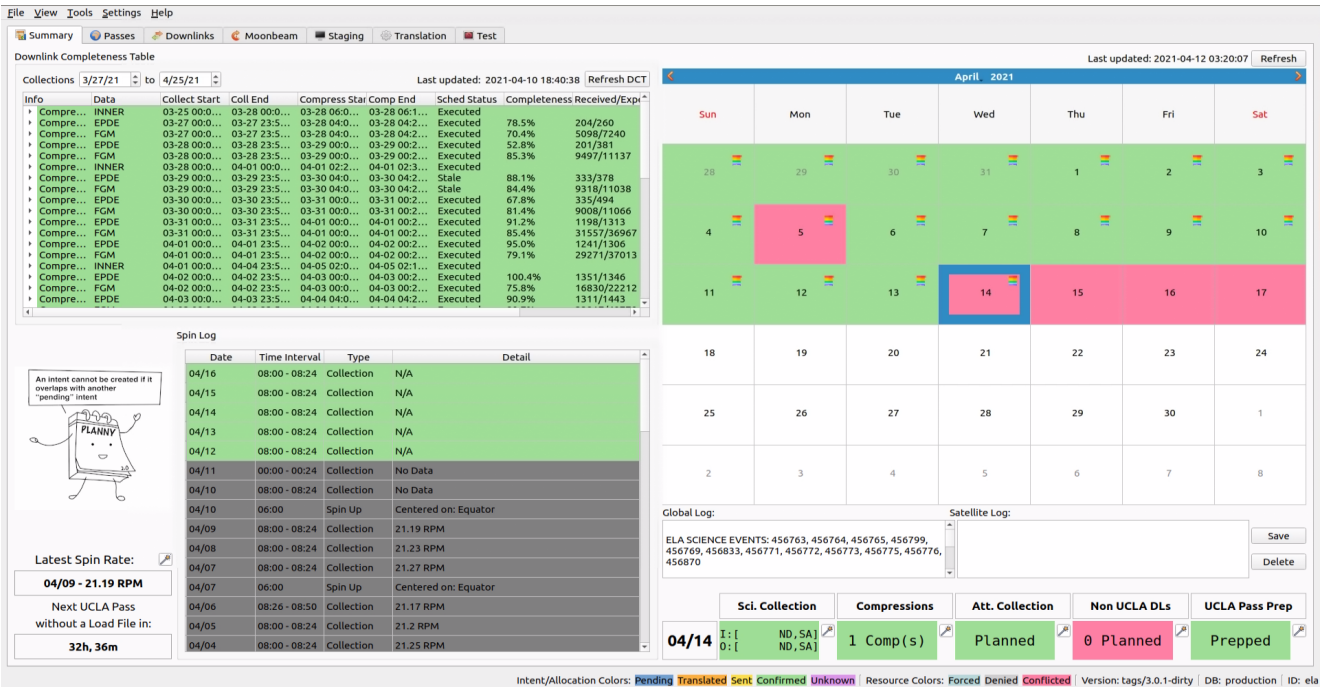 File View Tools Settings Help
Summary Passes Downlinks Moonbeam Staging Translation Test
Downlink Completeness Table
Collections 3/27/21 to 4/25/21 Last updated: 2021-04-10 18:40:38 Refresh DCT
Info Data Collect Start Coll End Compress Star Comp End Sched Status Completeness Received/Expe
Compre... INNER 03-25 00:0... 03-28 00:0... 03-28 06:0... 03-28 06:1... Executed
Compre... EPDE 03-27 00:0... 03-27 23:5... 03-28 04:0... 03-28 04:2... Executed 78.5% 204/260
Compre... FGM 03-27 00:0... 03-27 23:5... 03-28 04:0... 03-28 04:2... Executed 70.4% 5098/7240
Compre... EPDE 03-28 00:0... 03-28 23:5... 03-29 00:0... 03-29 00:2... Executed 52.8% 201/381
Compre... FGM 03-28 00:0... 03-28 23:5... 03-29 00:0... 03-29 00:2... Executed 85.3% 9497/11137
Compre... INNER 03-28 00:0... 04-01 00:0... 04-01 02:2... 04-01 02:3... Executed
Compre... EPDE 03-29 00:0... 03-29 23:5... 03-30 04:0... 03-30 04:2... Stale 88.1% 333/378
Compre... FGM 03-29 00:0... 03-29 23:5... 03-30 04:0... 03-30 04:2... Stale 84.4% 9318/11038
Compre... EPDE 03-30 00:0... 03-30 23:5... 03-31 00:0... 03-31 00:2... Executed 67.8% 335/494
Compre... FGM 03-30 00:0... 03-30 23:5... 03-31 00:0... 03-31 00:2... Executed 81.4% 9008/11066
Compre... EPDE 03-31 00:0... 03-31 23:5... 04-01 00:0... 04-01 00:2... Executed 91.2% 1198/1313
Compre... FGM 03-31 00:0... 03-31 23:5... 04-01 00:0... 04-01 00:2... Executed 85.4% 31557/36967
Compre... EPDE 04-01 00:0... 04-01 23:5... 04-02 00:0... 04-02 00:2... Executed 95.0% 1241/1306
Compre... FGM 04-01 00:0... 04-01 23:5... 04-02 00:0... 04-02 00:2... Executed 79.1% 29271/37013
Compre... INNER 04-01 00:0... 04-04 23:5... 04-05 02:0... 04-05 02:1... Executed
Compre... EPDE 04-02 00:0... 04-02 23:5... 04-03 00:0... 04-03 00:2... Executed 100.4% 1351/1346
Compre... FGM 04-02 00:0... 04-02 23:5... 04-03 00:0... 04-03 00:2... Executed 75.8% 16830/22212
Compre... EPDE 04-03 00:0... 04-03 23:5... 04-04 04:0... 04-04 04:2... Executed 90.9% 1311/1443
An intent cannot be created if it
overlaps with another
"pending" intent
PLANNY
2.0
Latest Spin Rate:
04/09 - 21.19 RPM
Next UCLA Pass
without a Load File in:
32h, 36m
Spin Log
Date Time Interval Type Detail
04/16 08:00 - 08:24 Collection N/A
04/15 08:00 - 08:24 Collection N/A
04/14 08:00 - 08:24 Collection N/A
04/13 08:00 - 08:24 Collection N/A
04/12 08:00 - 08:24 Collection N/A
04/11 00:00 - 00:24 Collection No Data
04/10 08:00 - 08:24 Collection No Data
04/10 06:00 Spin Up Centered on: Equator
04/09 08:00 - 08:24 Collection 21.19 RPM
04/08 08:00 - 08:24 Collection 21.23 RPM
04/07 08:00 - 08:24 Collection 21.27 RPM
04/07 06:00 Spin Up Centered on: Equator
04/06 08:26 - 08:50 Collection 21.17 RPM
04/05 08:00 - 08:24 Collection 21.2 RPM
04/04 08:00 - 08:24 Collection 21.25 RPM
Last updated: 2021-04-12 03:20:07 Refresh
April, 2021
Sun Mon Tue Wed Thu Fri Sat
28 29 30 31 1 2 3
4 5 6 7 8 9 10
11 12 13 14 15 16 17
18 19 20 21 22 23 24
25 26 27 28 29 30 1
2 3 4 5 6 7 8
Global Log: Satellite Log:
ELA SCIENCE EVENTS: 456763, 456764, 456765, 456799,
456769, 456833, 456771, 456772, 456773, 456775, 456776,
456870
Save
Delete
Sci. Collection Compressions Att. Collection Non UCLA DLs UCLA Pass Prep
04/14 I:[ ND,SA] 1 Comp(s) Planned 0 Planned Prepped
O:[ ND,SA]
Intent/Allocation Colors: Pending Translated Sent Confirmed Unknown Resource Colors: Forced Denied Conflicted Version: tags/3.0.1-dirty DB: production ID: ela